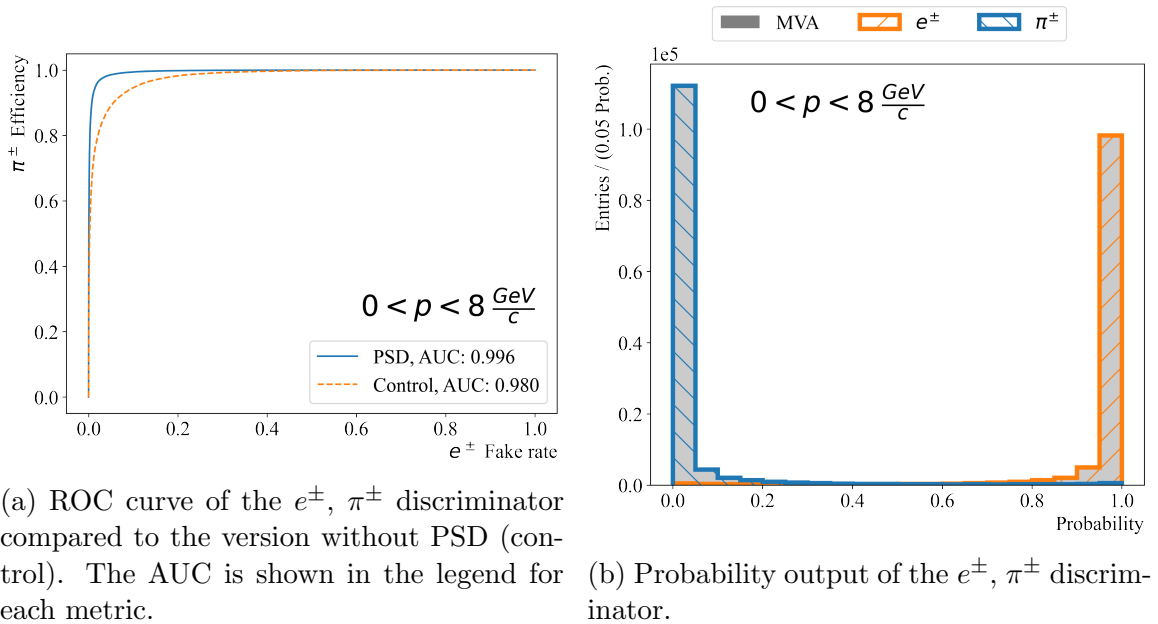 MVA e± π±
1e5
1.0
0.8
0.6
0.4
0.2
0.0
π± Efficiency
0 < p < 8 GeV/c
PSD, AUC: 0.996
Control, AUC: 0.980
0.0 0.2 0.4 0.6 0.8 1.0
e± Fake rate
(a) ROC curve of the e±, π± discriminator
compared to the version without PSD (con-
trol). The AUC is shown in the legend for
each metric.
0 < p < 8 GeV/c
1.0
0.8
0.6
0.4
0.2
0.0
Entries / (0.05 Prob.)
0.0 0.2 0.4 0.6 0.8 1.0
Probability
(b) Probability output of the e±, π± discrim-
inator.